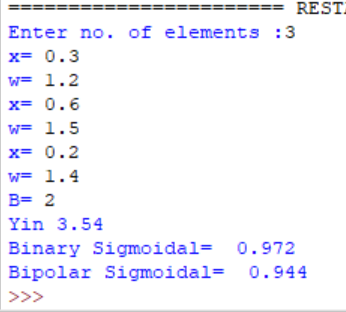 ======================= REST
Enter no. of elements :3
x= 0.3
w= 1.2
x= 0.6
w= 1.5
x= 0.2
w= 1.4
B= 2
Yin 3.54
Binary Sigmoidal=  0.972
Bipolar Sigmoidal=  0.944
>>>